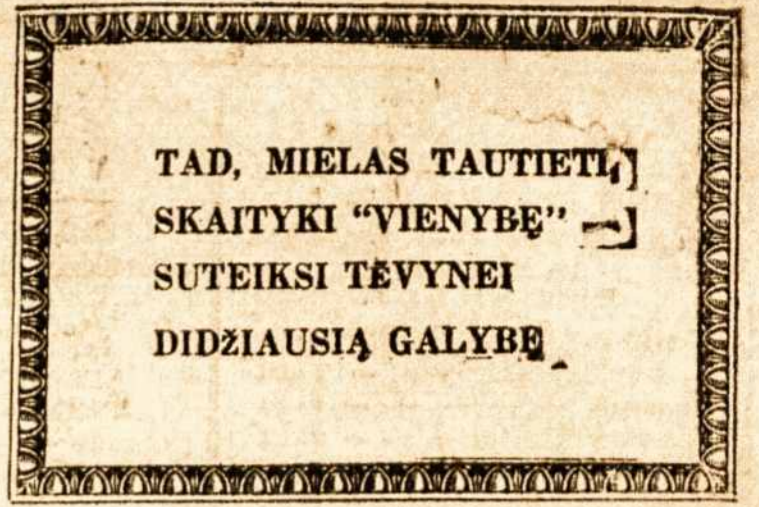 TAD, MIELAS TAUTIETI,
SKAITYKI “VIENYBĘ” —
SUTEIKSI TĖVYNEI
DIDŽIAUSIĄ GALYBĘ